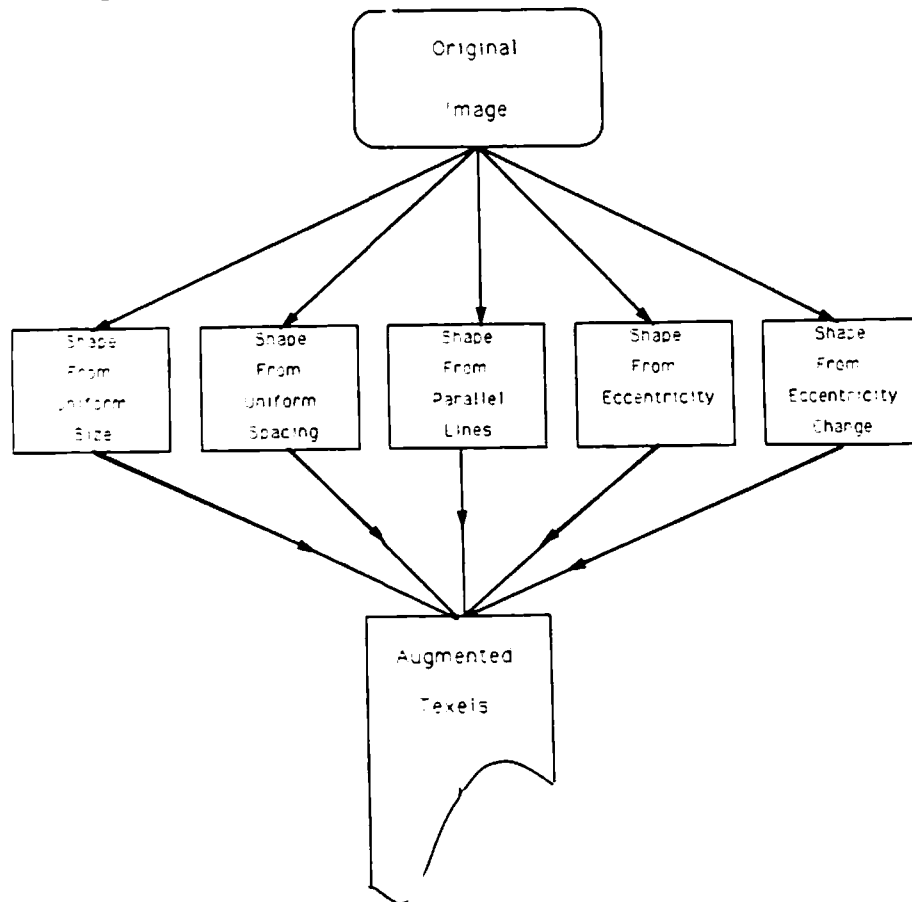 Original
Image
Shape
From
Uniform
Size
Shape
From
Uniform
Spacing
Shape
From
Parallel
Lines
Shape
From
Eccentricity
Shape
From
Eccentricity
Change
Augmented
Texels